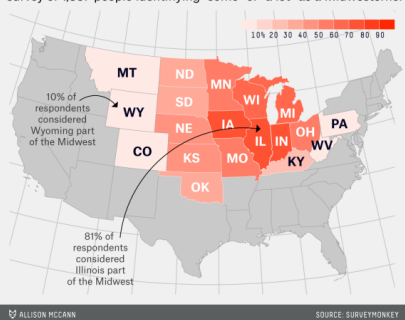 10% 20 30 40 50 60 70 80 90
MT
ND
MN
WI
MI
SD
WY
10% of
respondents
considered
Wyoming part
of the Midwest
NE
IA
IL
IN
OH
PA
WV
CO
KS
MO
KY
OK
81% of
respondents
considered
Illinois part
of the Midwest
ALLISON MCCANN
SOURCE: SURVEYMONKEY